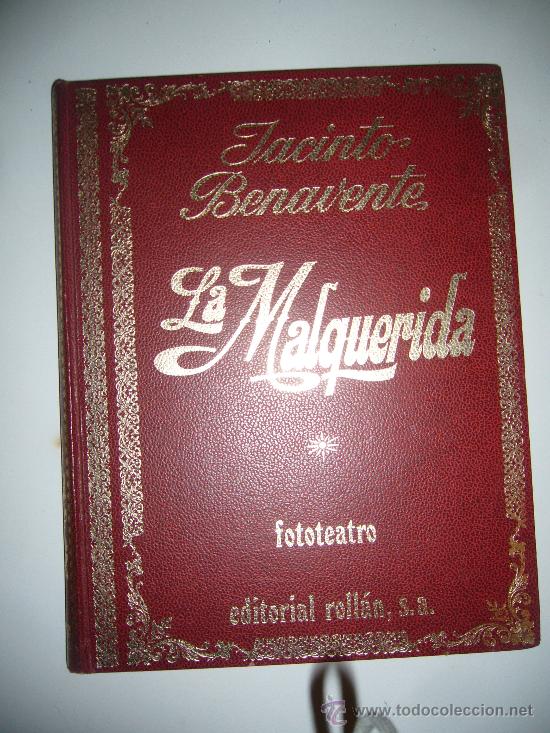 Jacinto
Benavente
La Malquerida
fototeatro
editorial rollán, s.a.
www.todocoleccion.net